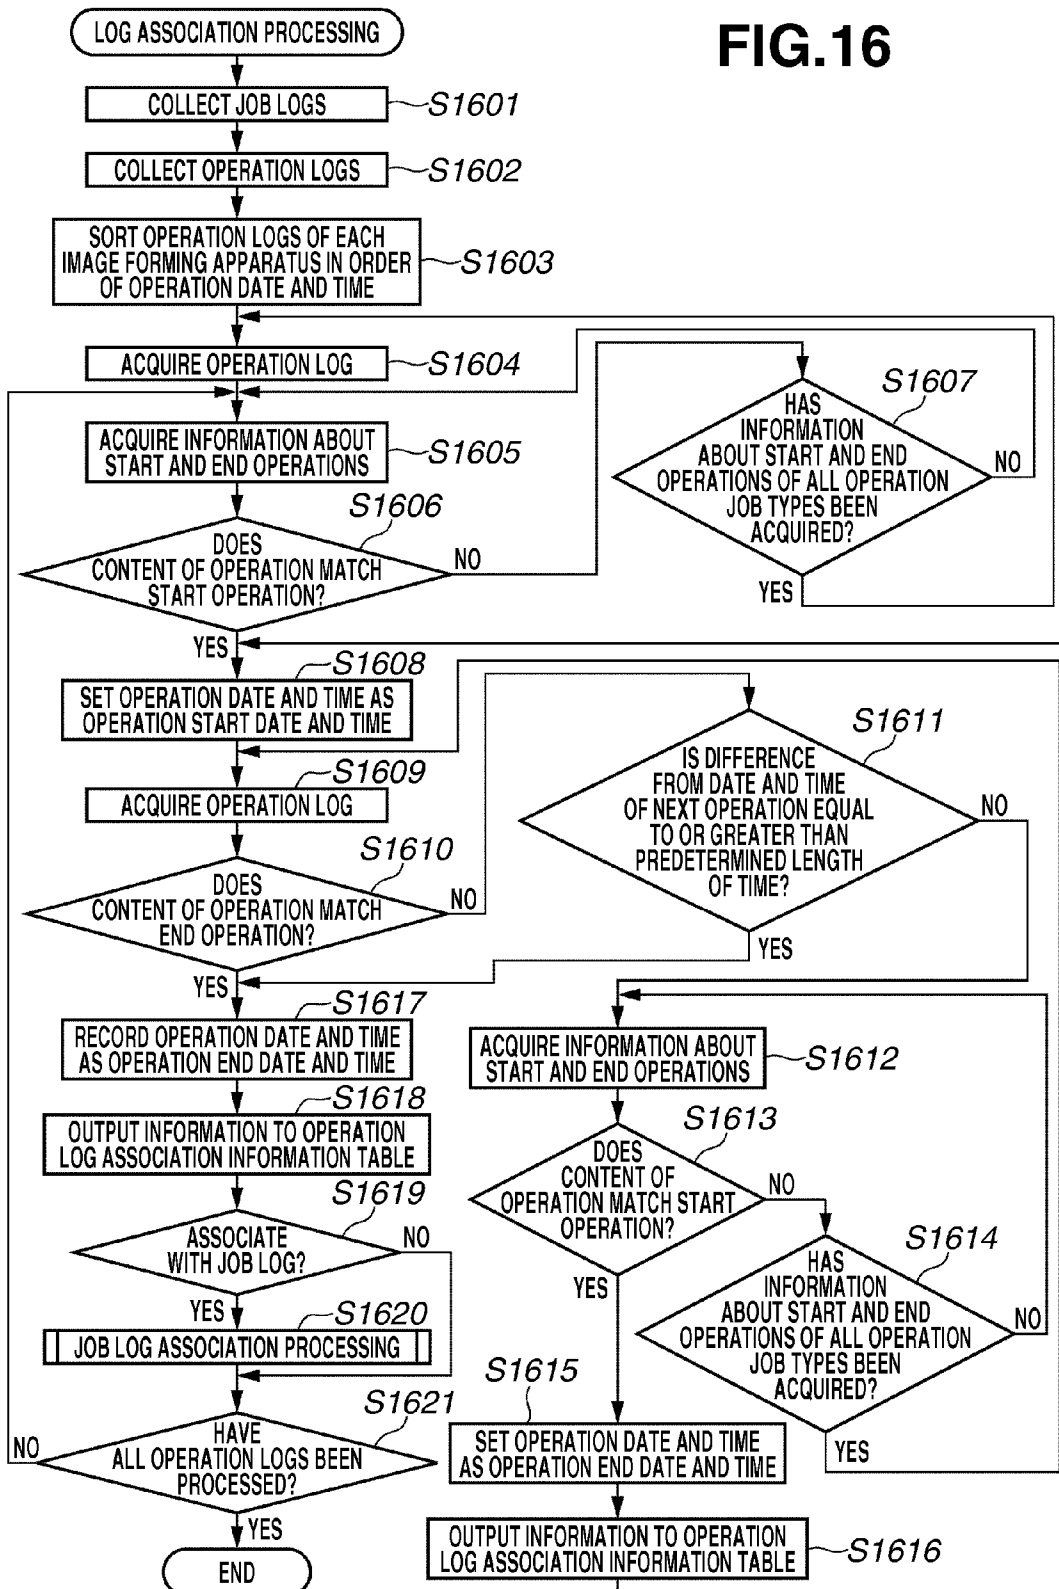 FIG.16
LOG ASSOCIATION PROCESSING
COLLECT JOB LOGS
S1601
COLLECT OPERATION LOGS
S1602
SORT OPERATION LOGS OF EACH
IMAGE FORMING APPARATUS IN ORDER
OF OPERATION DATE AND TIME
S1603
ACQUIRE OPERATION LOG
S1604
ACQUIRE INFORMATION ABOUT
START AND END OPERATIONS
S1605
S1606
DOES
CONTENT OF OPERATION MATCH
START OPERATION?
NO
YES
S1607
HAS
INFORMATION
ABOUT START AND END
OPERATIONS OF ALL OPERATION
JOB TYPES BEEN
ACQUIRED?
NO
YES
S1608
SET OPERATION DATE AND TIME AS
OPERATION START DATE AND TIME
S1609
ACQUIRE OPERATION LOG
S1610
DOES
CONTENT OF OPERATION MATCH
END OPERATION?
NO
YES
S1611
IS DIFFERENCE
FROM DATE AND TIME
OF NEXT OPERATION EQUAL
TO OR GREATER THAN
PREDETERMINED LENGTH
OF TIME?
NO
YES
S1617
RECORD OPERATION DATE AND TIME
AS OPERATION END DATE AND TIME
S1618
OUTPUT INFORMATION TO OPERATION
LOG ASSOCIATION INFORMATION TABLE
S1619
ASSOCIATE
WITH JOB LOG?
NO
YES
S1620
JOB LOG ASSOCIATION PROCESSING
S1621
HAVE
ALL OPERATION LOGS BEEN
PROCESSED?
NO
YES
END
ACQUIRE INFORMATION ABOUT
START AND END OPERATIONS
S1612
S1613
DOES
CONTENT OF
OPERATION MATCH START
OPERATION?
NO
YES
S1614
HAS
INFORMATION
ABOUT START AND END
OPERATIONS OF ALL OPERATION
JOB TYPES BEEN
ACQUIRED?
NO
YES
S1615
SET OPERATION DATE AND TIME
AS OPERATION END DATE AND TIME
OUTPUT INFORMATION TO OPERATION
LOG ASSOCIATION INFORMATION TABLE
S1616